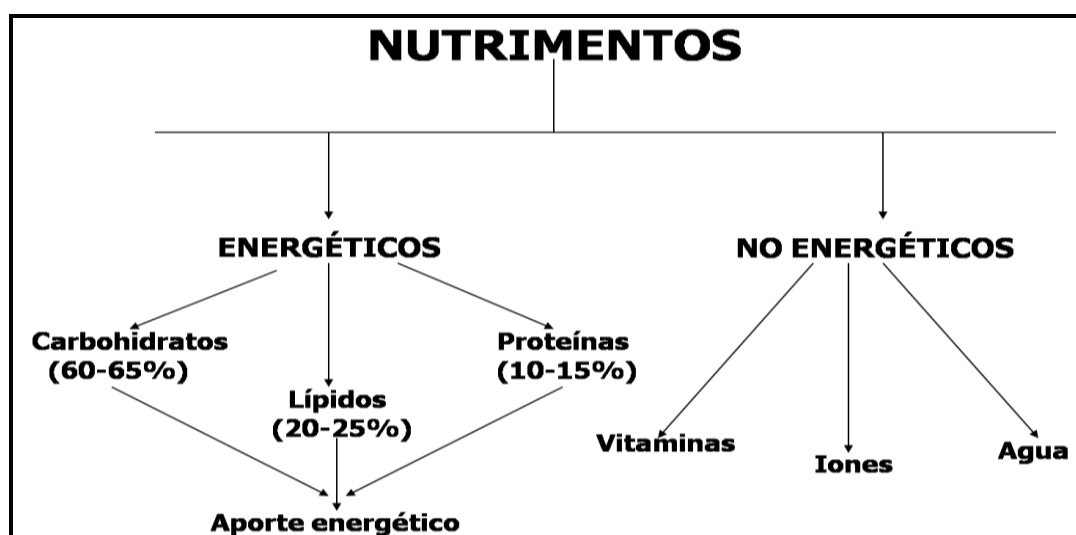 NUTRIMENTOS
ENERGÉTICOS
NO ENERGÉTICOS
Carbohidratos
(60-65%)
Proteínas
(10-15%)
Lípidos
(20-25%)
Vitaminas
Iones
Agua
Aporte energético